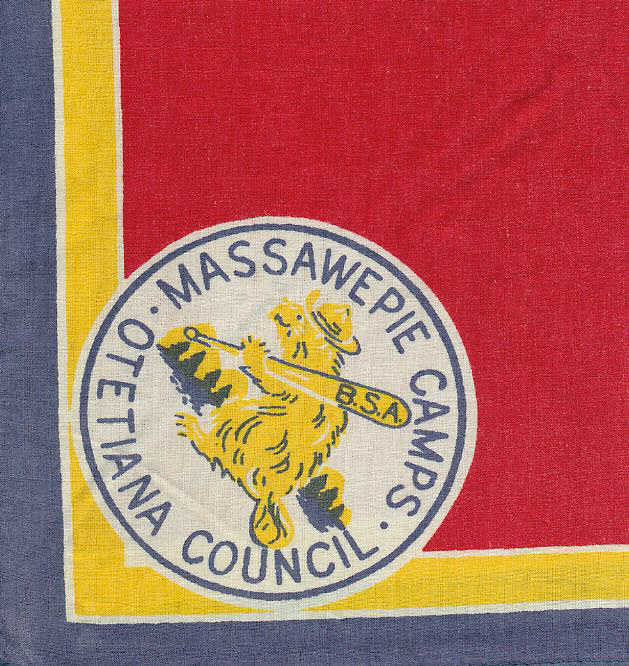 · MASSAWEPIE CAMPS ·
OTETIANA COUNCIL
B.S.A.